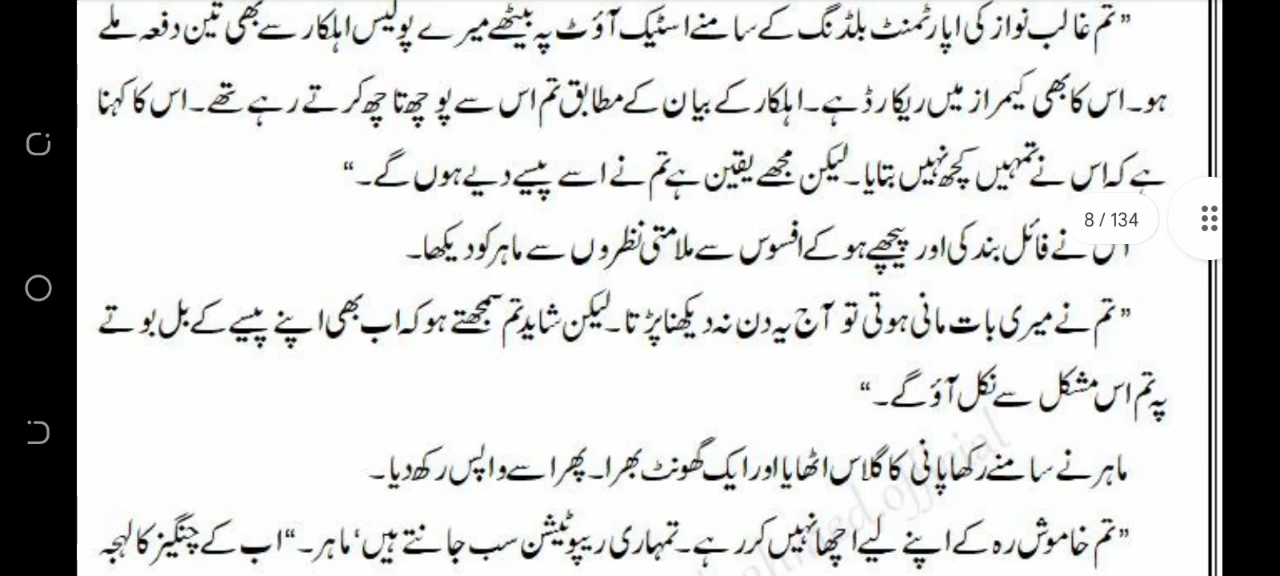 ”تم غالب نواز کی اپارٹمنٹ بلڈنگ کے سامنے اسٹیک آؤٹ پہ بیٹھے میرے پولیس اہلکار سے بھی تین دفعہ ملے
ہو۔ اس کا بھی کیمراز میں ریکارڈ ہے۔ اہلکار کے بیان کے مطابق تم اس سے پوچھ تاچھ کرتے رہے تھے۔ اس کا کہنا
ہے کہ اس نے تمہیں کچھ نہیں بتایا۔ لیکن مجھے یقین ہے تم نے اسے پیسے دیے ہوں گے۔“
8 / 134
اس نے فائل بند کی اور پیچھے ہو کے افسوس سے ملامتی نظروں سے ماہر کو دیکھا۔
”تم نے میری بات مانی ہوتی تو آج یہ دن نہ دیکھنا پڑتا۔ لیکن شاید تم سمجھتے ہو کہ اب بھی اپنے پیسے کے بل بوتے
پہ تم اس مشکل سے نکل آؤ گے۔“
ماہر نے سامنے رکھا پانی کا گلاس اٹھایا اور ایک گھونٹ بھرا۔ پھر اسے واپس رکھ دیا۔
”تم خاموش رہ کے اپنے لیے اچھا نہیں کر رہے۔ تمہاری ریپوٹیشن سب جانتے ہیں‘ ماہر۔“ اب کے چنگیز کا لہجہ